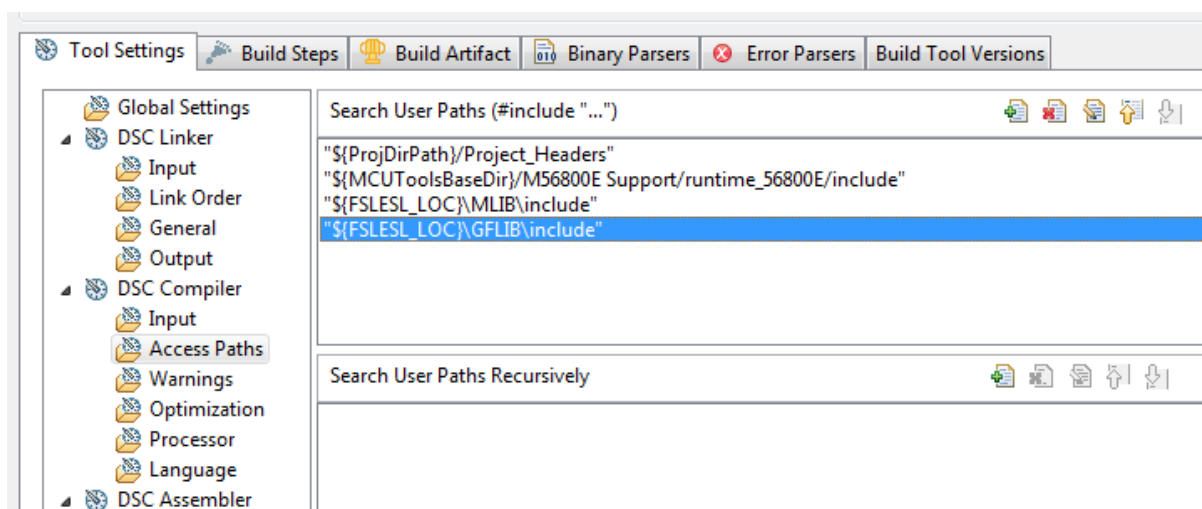 Tool Settings Build Steps Build Artifact Binary Parsers Error Parsers Build Tool Versions
Global Settings
DSC Linker
Input
Link Order
General
Output
DSC Compiler
Input
Access Paths
Warnings
Optimization
Processor
Language
DSC Assembler
Search User Paths (#include "...")
"${ProjDirPath}/Project_Headers"
"${MCUToolsBaseDir}/M56800E Support/runtime_56800E/include"
"${FSLESL_LOC}\MLIB\include"
"${FSLESL_LOC}\GFLIB\include"
Search User Paths Recursively